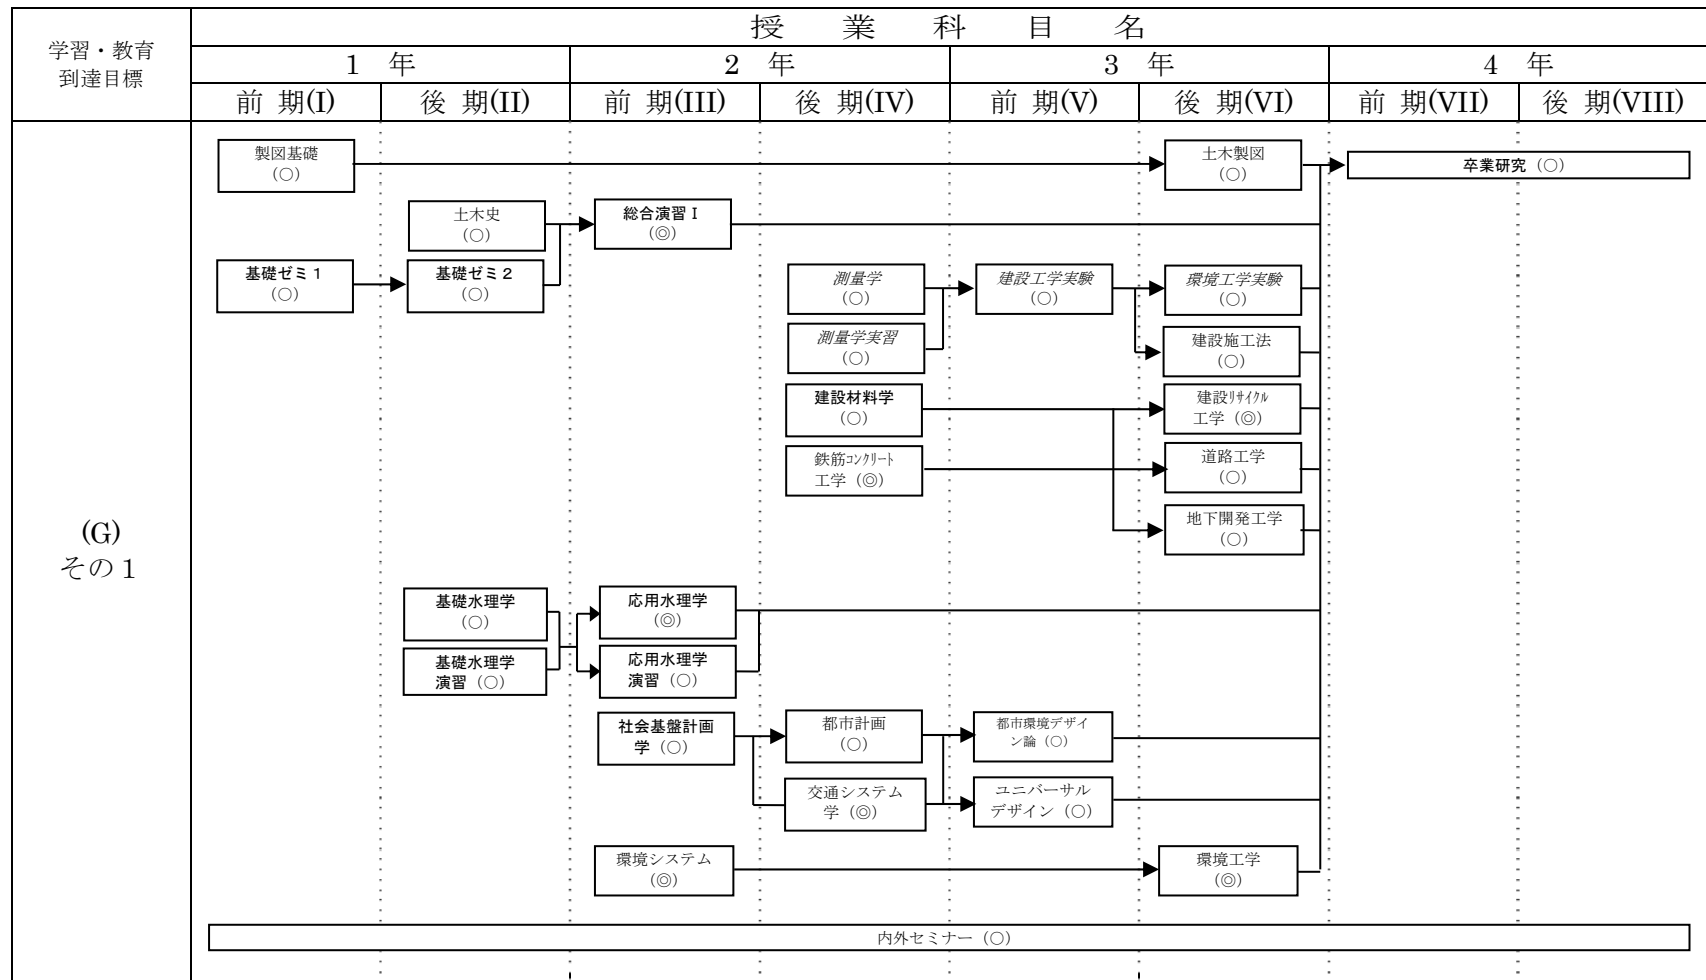 学習・教育
到達目標
授業科目名
1 年
2 年
3 年
4 年
前 期(I)
後 期(II)
前 期(III)
後 期(IV)
前 期(V)
後 期(VI)
前 期(VII)
後 期(VIII)
(G)
その１
製図基礎
(○)
土木製図
(○)
卒業研究 (○)
土木史
(○)
総合演習Ⅰ
(◎)
基礎ゼミ１
(○)
基礎ゼミ２
(○)
測量学
(○)
建設工学実験
(○)
環境工学実験
(○)
測量学実習
(○)
建設施工法
(○)
建設材料学
(○)
建設ﾘｻｲｸﾙ
工学 (◎)
鉄筋ｺﾝｸﾘｰﾄ
工学 (◎)
道路工学
(○)
地下開発工学
(○)
基礎水理学
(○)
応用水理学
(◎)
基礎水理学
演習 (○)
応用水理学
演習 (○)
社会基盤計画
学 (○)
都市計画
(○)
都市環境デザイ
ン論 (○)
交通システム
学 (◎)
ユニバーサル
デザイン (○)
環境システム
(◎)
環境工学
(◎)
内外セミナー (○)